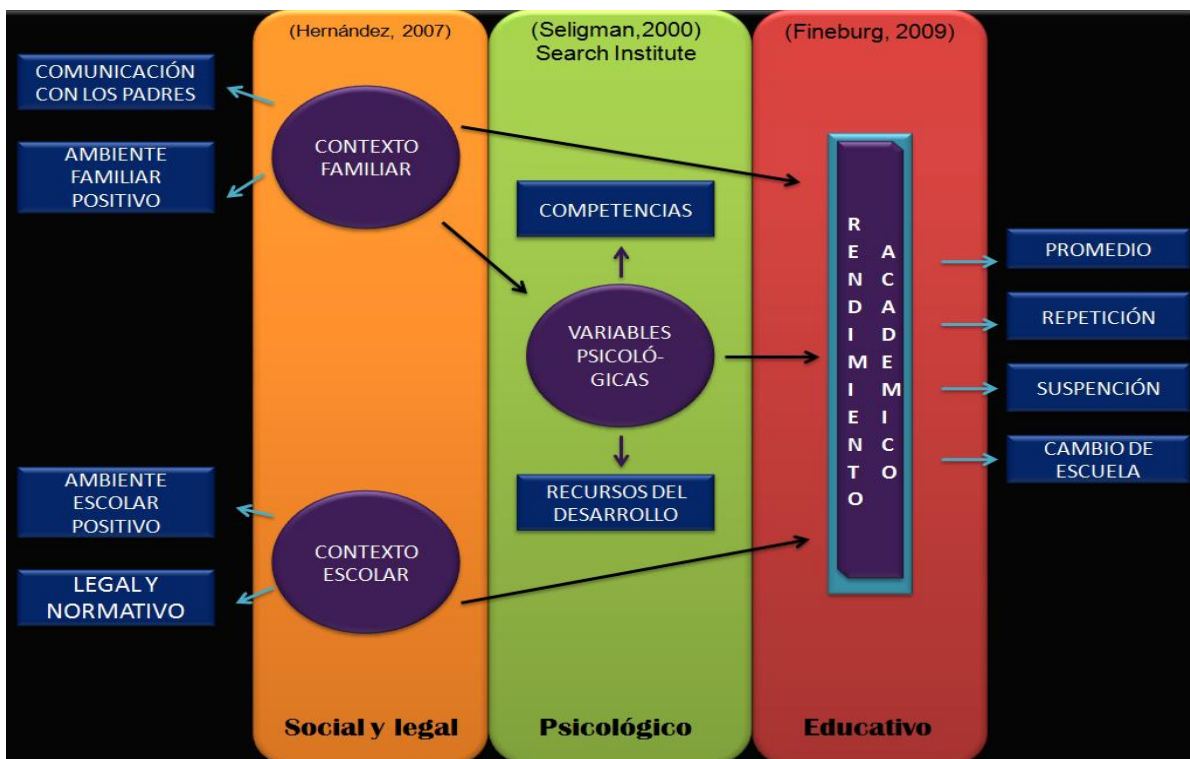 (Hernández, 2007)
(Seligman,2000)
Search Institute
(Fineburg, 2009)
COMUNICACIÓN
CON LOS PADRES
AMBIENTE
FAMILIAR
POSITIVO
CONTEXTO
FAMILIAR
COMPETENCIAS
VARIABLES
PSICOLÓ-
GICAS
RECURSOS DEL
DESARROLLO
AMBIENTE
ESCOLAR
POSITIVO
LEGAL Y
NORMATIVO
CONTEXTO
ESCOLAR
RENDIMIENTO
ACADEMICO
PROMEDIO
REPETICIÓN
SUSPENCIÓN
CAMBIO DE
ESCUELA
Social y legal
Psicológico
Educativo